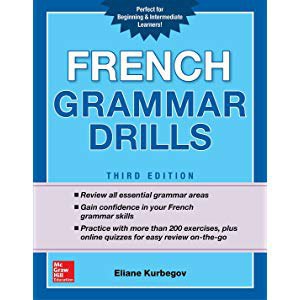 Perfect for
Beginning & Intermediate
Learners!
FRENCH
GRAMMAR
DRILLS
THIRD EDITION
• Review all essential grammar areas
• Gain confidence in your French
grammar skills
• Practice with more than 200 exercises, plus
online quizzes for easy review on-the-go
Mc
Graw
Hill
Education
Eliane Kurbegov